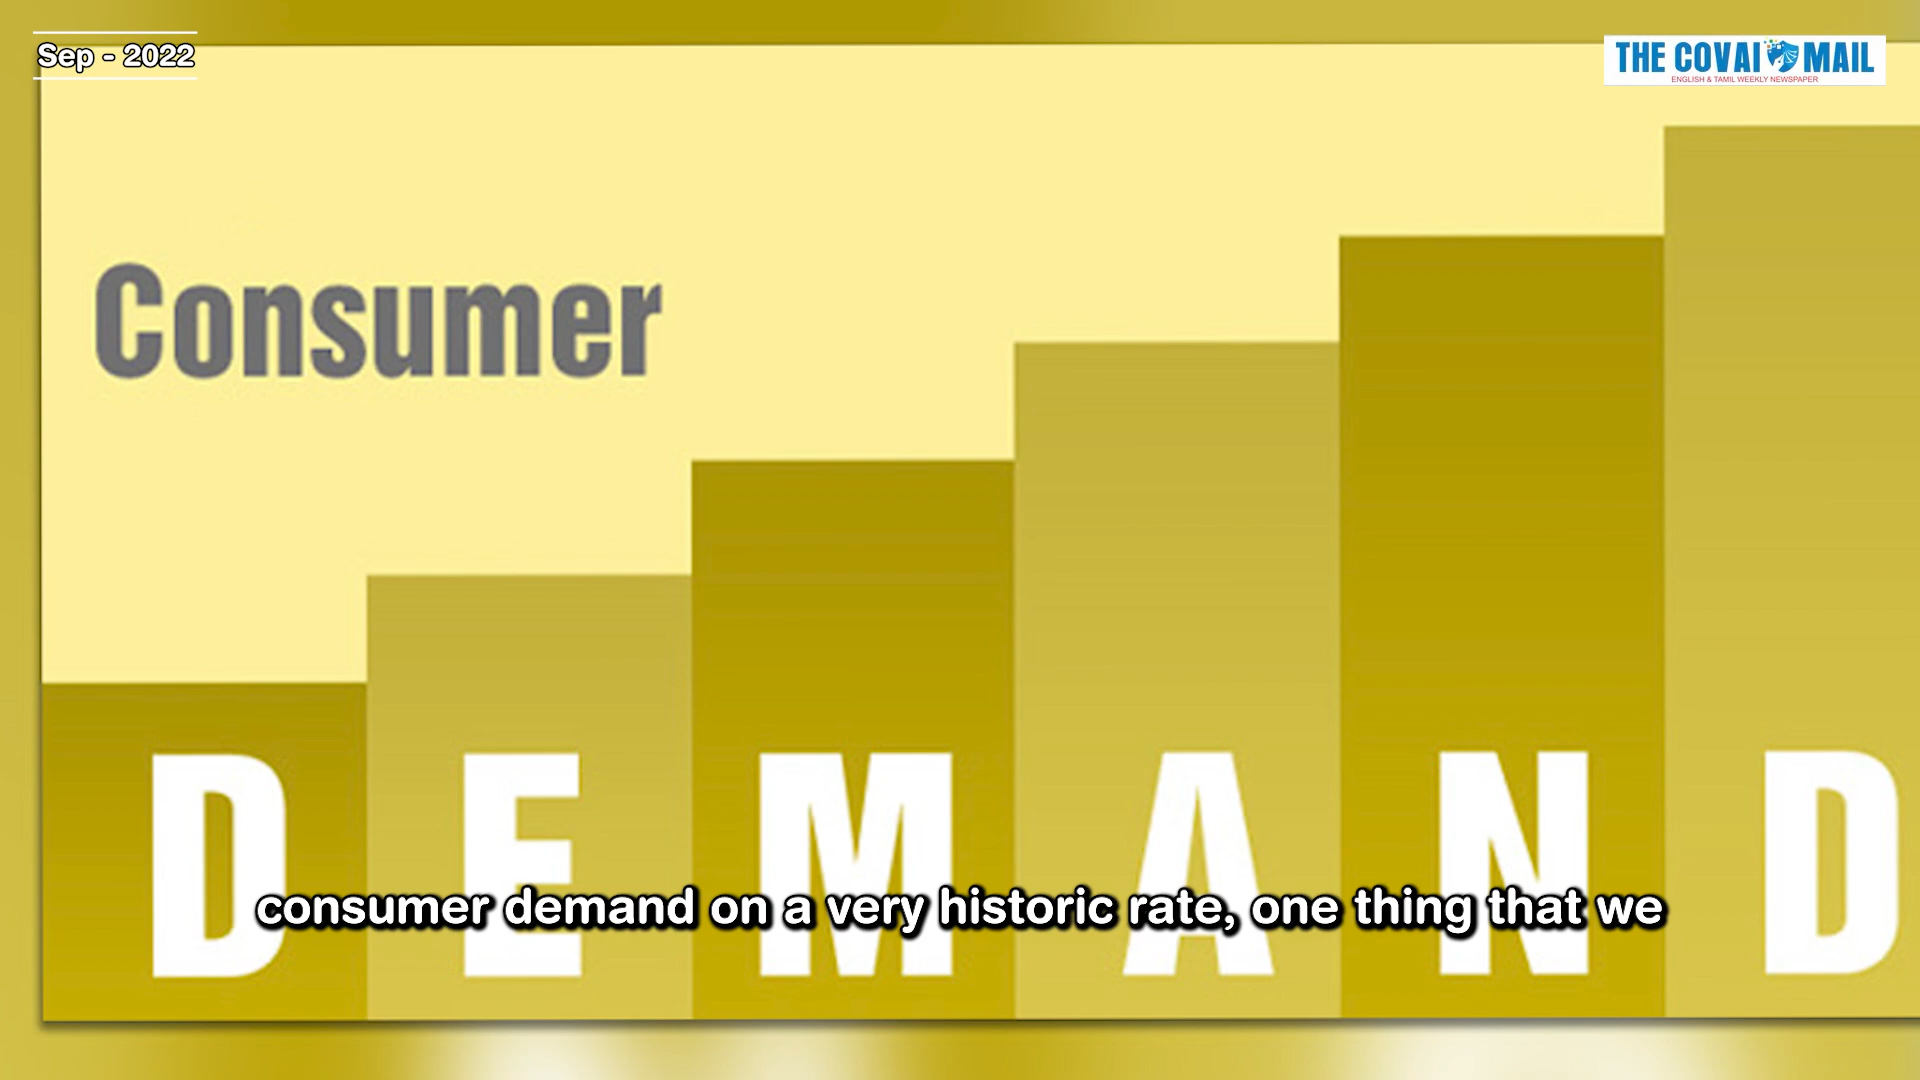 Sep - 2022
THE COVAI MAIL
ENGLISH & TAMIL WEEKLY NEWSPAPER
Consumer
DEMAND
consumer demand on a very historic rate, one thing that we